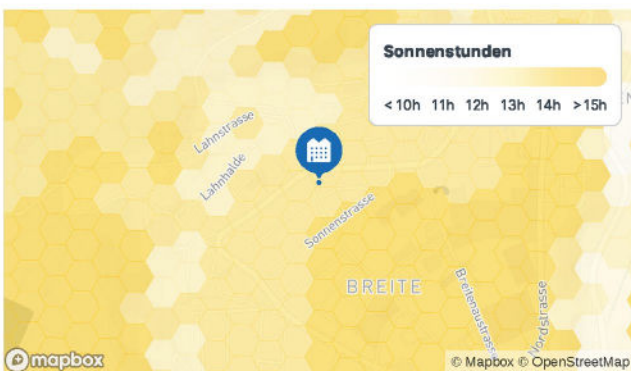 Sonnenstunden
< 10h 11h 12h 13h 14h > 15h
Lahnstrasse
Lahnhalde
Sonnenstrasse
BREITE
Breitenaustrasse
Nordstrasse
mapbox
© Mapbox © OpenStreetMap